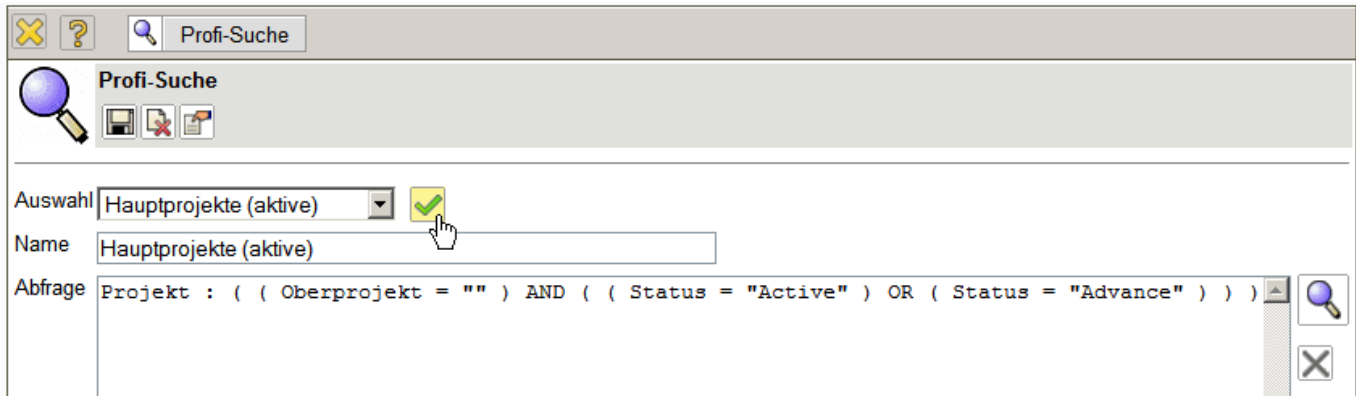 Profi-Suche
Profi-Suche
Auswahl Hauptprojekte (aktive)
Name Hauptprojekte (aktive)
Abfrage Projekt : ( ( Oberprojekt = "" ) AND ( ( Status = "Active" ) OR ( Status = "Advance" ) ) )